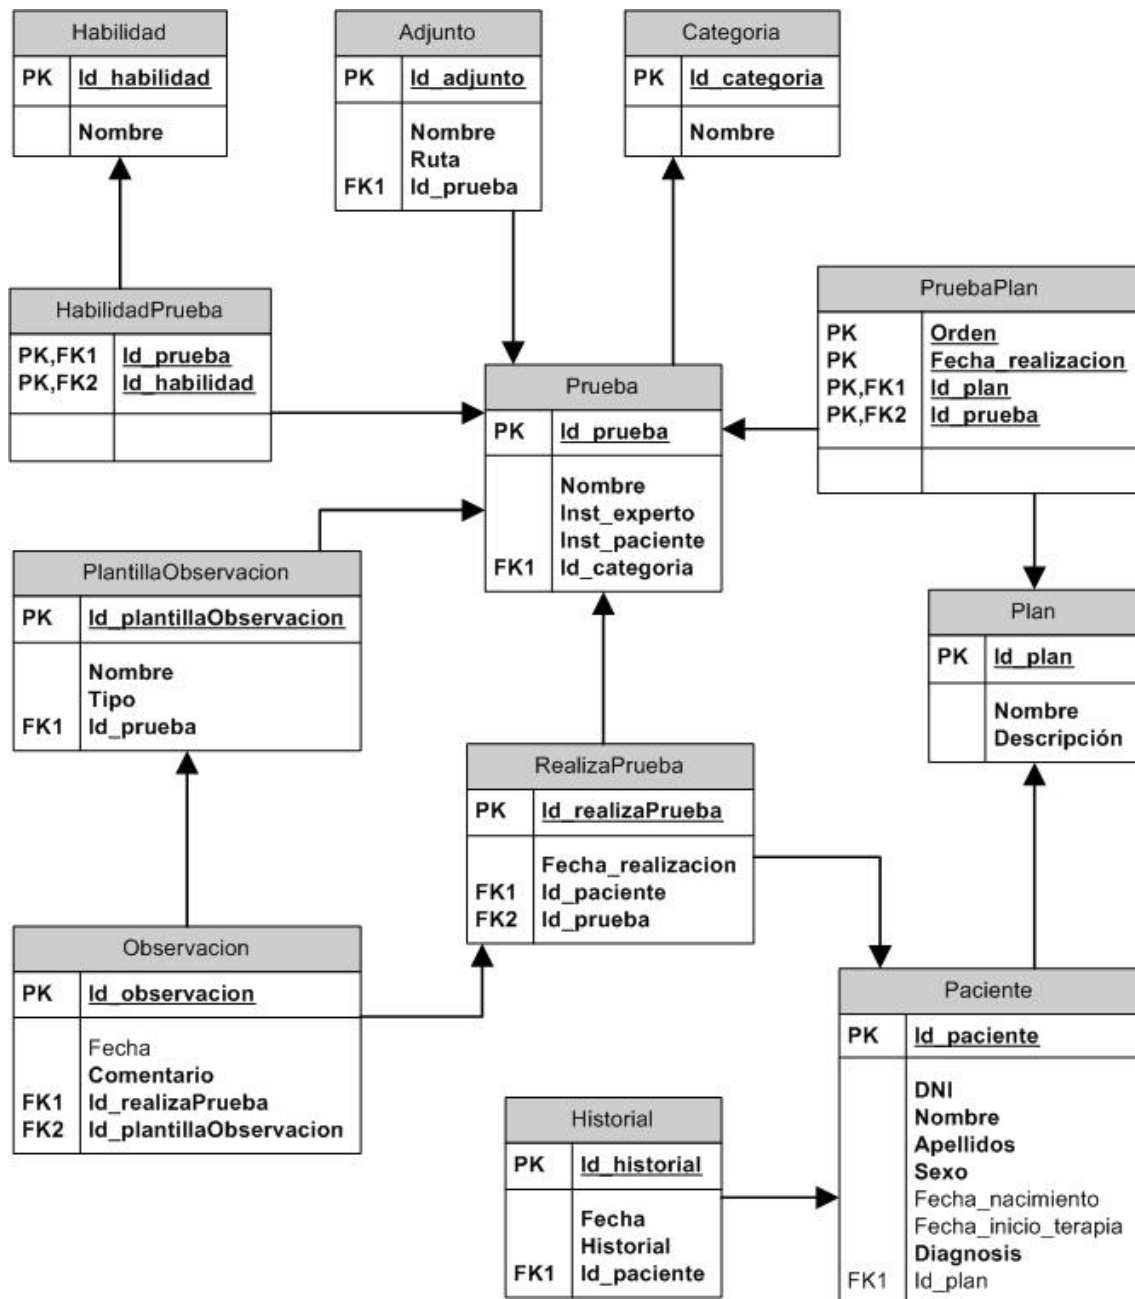 Habilidad
PK Id_habilidad
Nombre
Adjunto
PK Id_adjunto
Nombre
Ruta
FK1 Id_prueba
Categoria
PK Id_categoria
Nombre
HabilidadPrueba
PK,FK1 Id_prueba
PK,FK2 Id_habilidad
PruebaPlan
PK Orden
PK Fecha_realizacion
PK,FK1 Id_plan
PK,FK2 Id_prueba
Prueba
PK Id_prueba
Nombre
Inst_experto
Inst_paciente
FK1 Id_categoria
PlantillaObservacion
PK Id_plantillaObservacion
Nombre
Tipo
FK1 Id_prueba
Plan
PK Id_plan
Nombre
Descripción
RealizaPrueba
PK Id_realizaPrueba
Fecha_realizacion
FK1 Id_paciente
FK2 Id_prueba
Observacion
PK Id_observacion
Fecha
Comentario
FK1 Id_realizaPrueba
FK2 Id_plantillaObservacion
Paciente
PK Id_paciente
DNI
Nombre
Apellidos
Sexo
Fecha_nacimiento
Fecha_inicio_terapia
Diagnosis
FK1 Id_plan
Historial
PK Id_historial
Fecha
Historial
FK1 Id_paciente